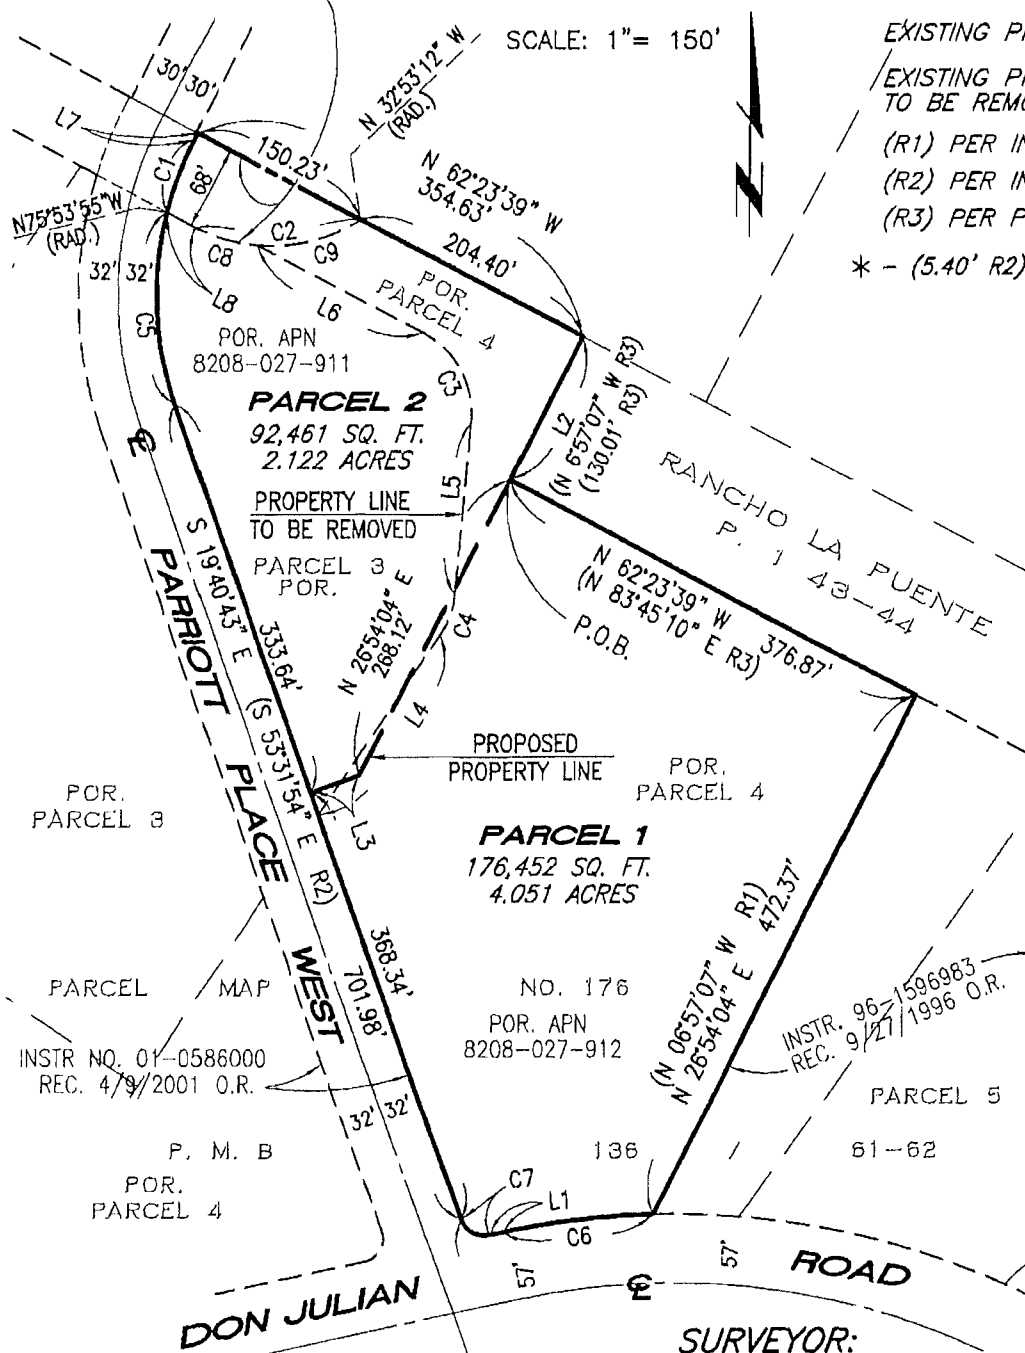 SCALE: 1"= 150'
EXISTING
EXISTING
TO BE
(R1) PER
(R2) PER
(R3) PER
* - (5.40' R2)
30' 30'
L7
C1
68'
150.23'
N 32°53'12" W
(RAD.)
N 62°23'39" W
354.63'
204.40'
N75°53'55"W
(RAD.)
32' 32'
C8
C2
C9
L8
L6
C5
POR.
PARCEL 4
POR. APN
8208-027-911
C3
PARCEL 2
92,461 SQ. FT.
2.122 ACRES
L2
(N 6°57'07" W R3)
(130.01' R3)
℄
L5
PROPERTY LINE
TO BE REMOVED
PARCEL 3
POR.
RANCHO LA PUENTE
P. 1 43-44
S 19°40'43" E
333.64'
(S 53°31'54" E R2)
N 26°54'04" E
268.12'
C4
L4
P.O.B.
N 62°23'39" W
376.87'
(N 83°45'10" E R3)
PARRIOTT PLACE WEST
PROPOSED
PROPERTY LINE
POR.
PARCEL 4
POR.
PARCEL 3
L3
PARCEL 1
176,452 SQ. FT.
4.051 ACRES
368.34'
701.98'
(N 06°57'07" W R1)
N 26°54'04" E
472.37'
PARCEL MAP
NO. 176
POR. APN
8208-027-912
INSTR. 96-1596983
REC. 9/27/1996 O.R.
INSTR NO. 01-0586000
REC. 4/9/2001 O.R.
32' 32'
PARCEL 5
P. M. B
136
61-62
POR.
PARCEL 4
C7
L1
C6
57'
57'
℄
DON JULIAN
ROAD
SURVEYOR: